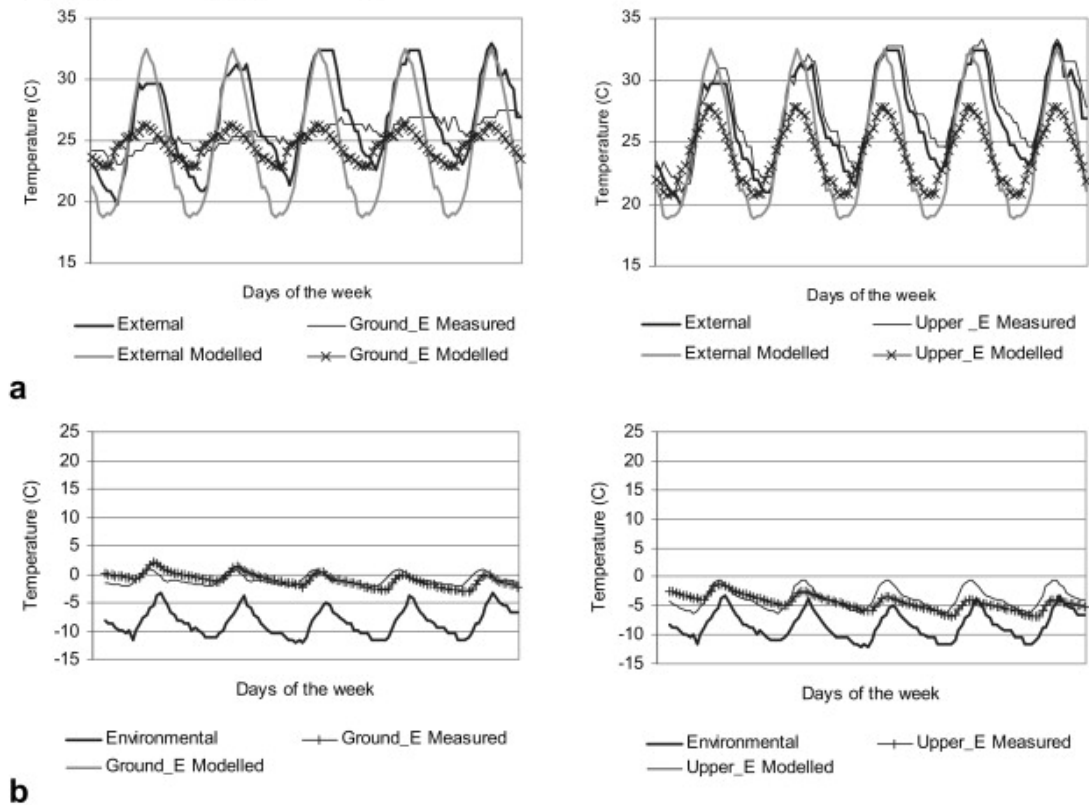 35
30
25
20
15
Temperature (C)
Days of the week
External
Ground_E Measured
External Modelled
Ground_E Modelled
35
30
25
20
15
Temperature (C)
Days of the week
External
Upper _E Measured
External Modelled
Upper_E Modelled
a
25
20
15
10
5
0
-5
-10
-15
Temperature (C)
Days of the week
Environmental
Ground_E Measured
Ground_E Modelled
25
20
15
10
5
0
-5
-10
-15
Temperature (C)
Days of the week
Environmental
Upper_E Measured
Upper_E Modelled
b